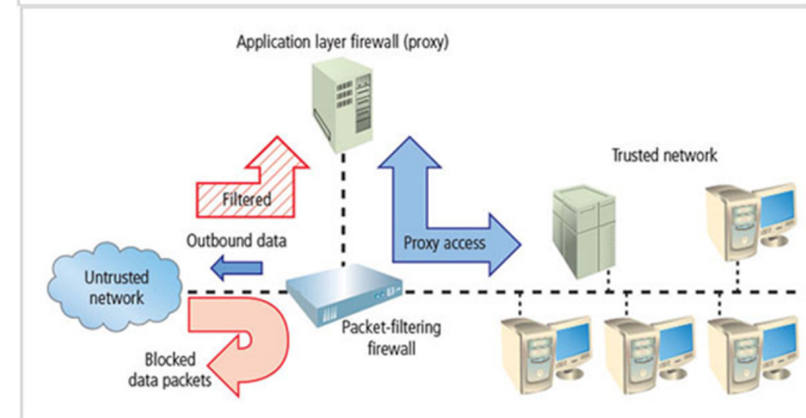 Application layer firewall (proxy)
Trusted network
Filtered
Outbound data
Proxy access
Untrusted
network
Packet-filtering
firewall
Blocked
data packets